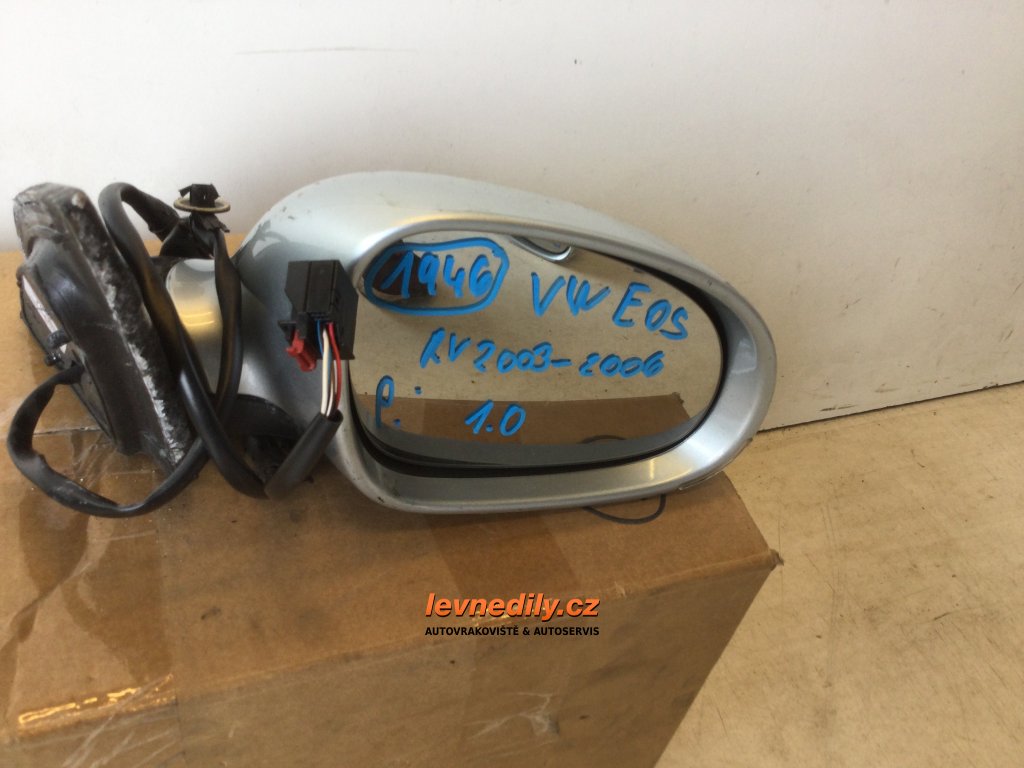 1946 VW EOS
RV 2003-2006
P.: 1.0
levnedily.cz
AUTOVRAKOVIŠTĚ & AUTOSERVIS